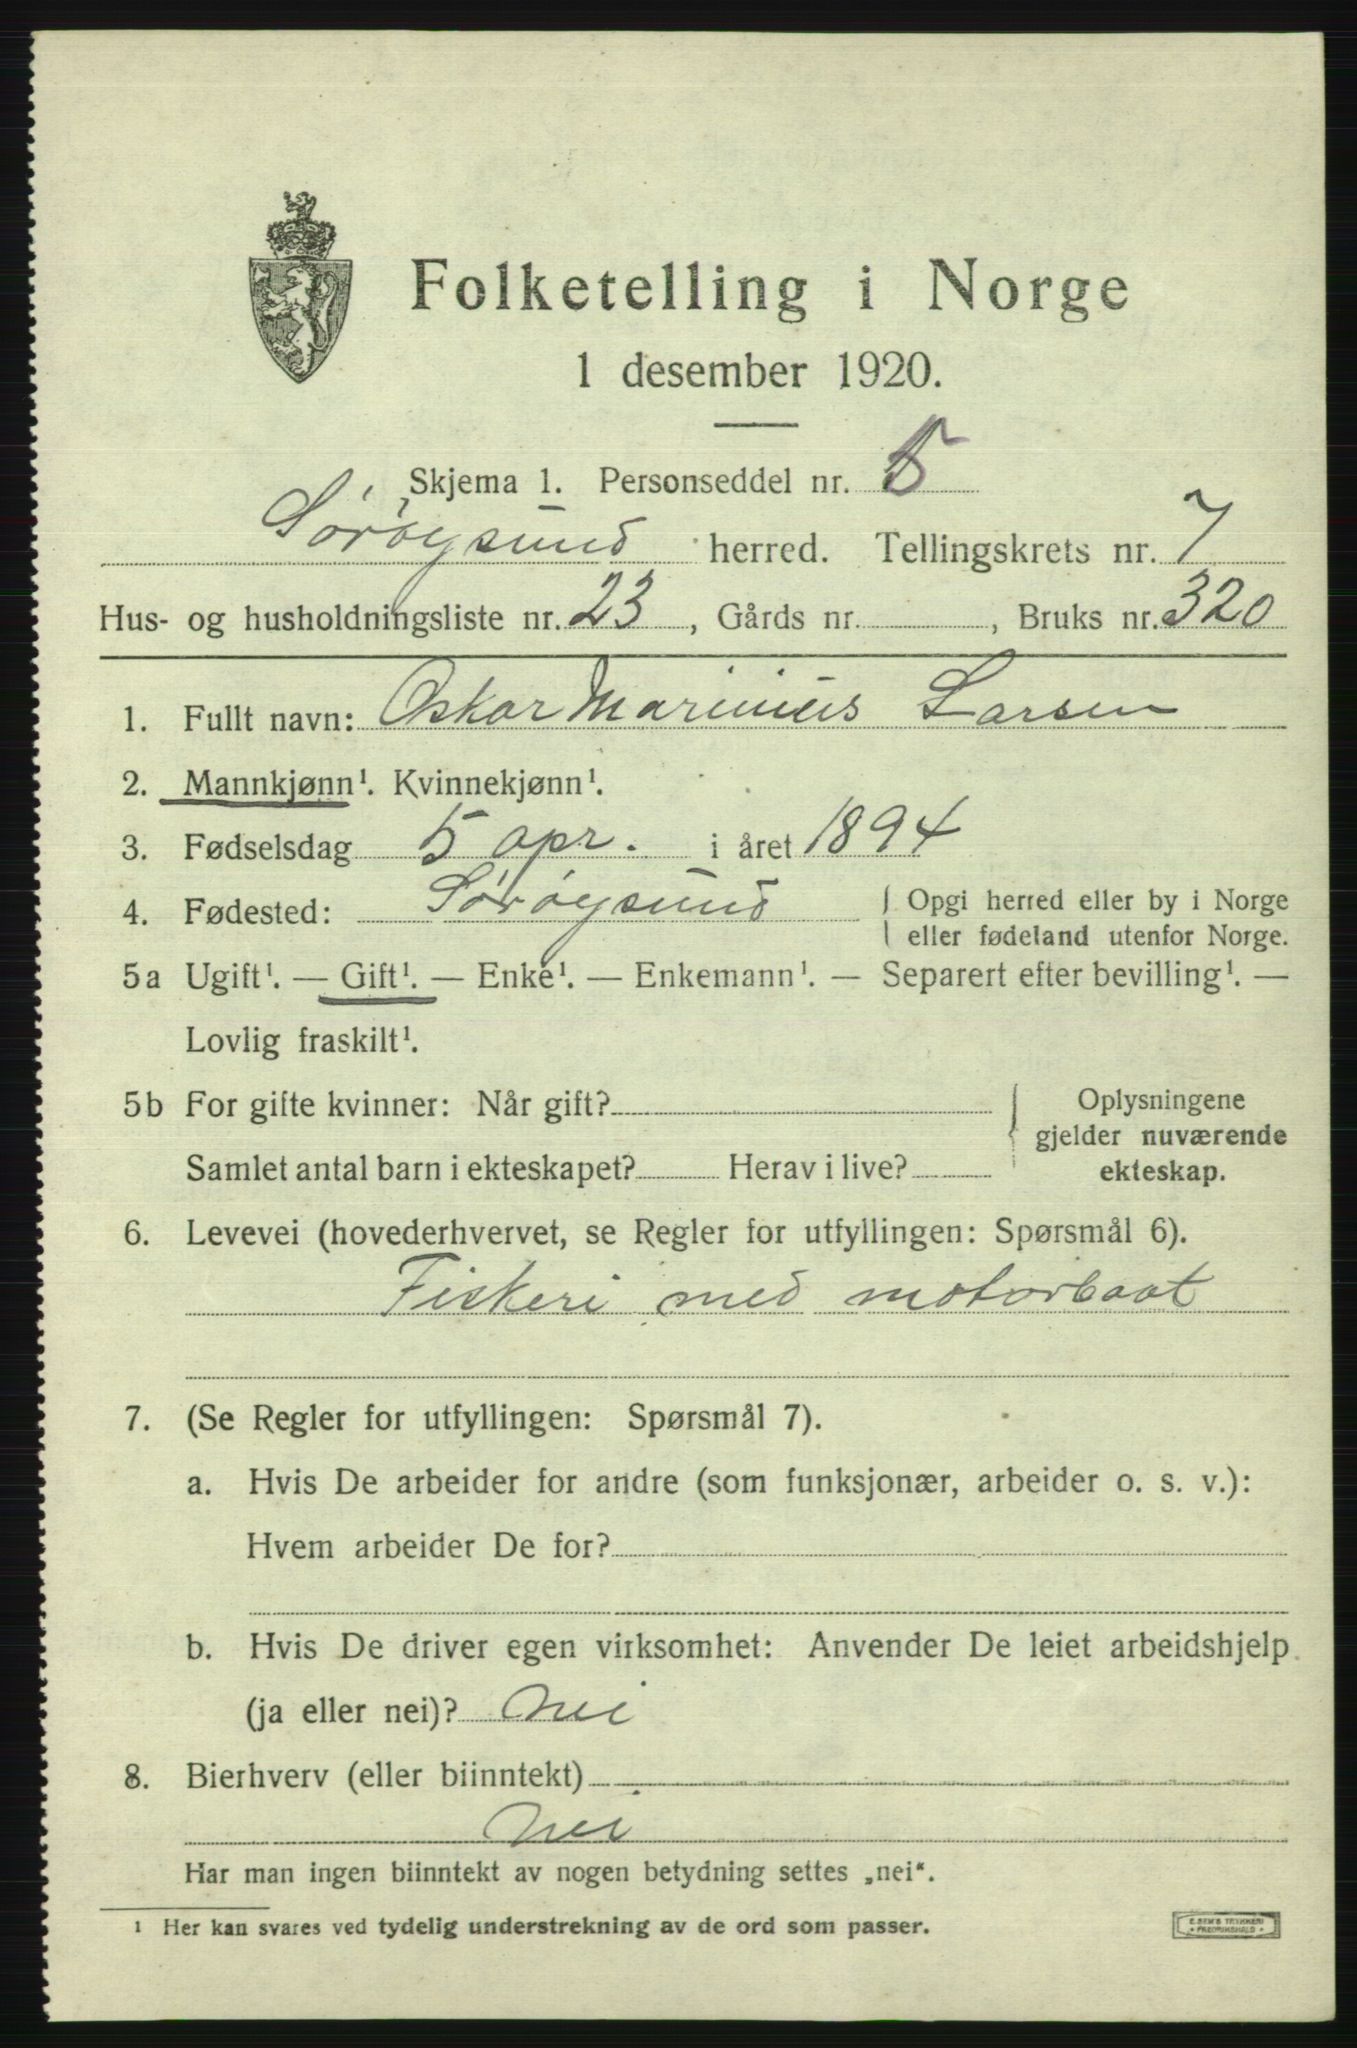 Folketelling i Norge
1 desember 1920.
Skjema 1. Personseddel nr. 5
Sørøysund herred. Tellingskrets nr. 7
Hus- og husholdningsliste nr. 23, Gårds nr. , Bruks nr. 320
1. Fullt navn: Oskar Marinius Larsen
2. Mannkjønn¹. Kvinnekjønn¹.
3. Fødselsdag 5 apr. i året 1894
4. Fødested: Sørøysund { Opgi herred eller by i Norge
eller fødeland utenfor Norge.
5a Ugift¹. — Gift¹. — Enke¹. — Enkemann¹. — Separert efter bevilling¹. —
Lovlig fraskilt¹.
5b For gifte kvinner: Når gift? { Oplysningene
gjelder nuværende
Samlet antal barn i ekteskapet? Herav i live? ekteskap.
6. Levevei (hovederhvervet, se Regler for utfyllingen: Spørsmål 6).
Fiskeri med motorbaat
7. (Se Regler for utfyllingen: Spørsmål 7).
a. Hvis De arbeider for andre (som funksjonær, arbeider o. s. v.):
Hvem arbeider De for?
b. Hvis De driver egen virksomhet: Anvender De leiet arbeidshjelp
(ja eller nei)? Nei
8. Bierhverv (eller biinntekt)
Nei
Har man ingen biinntekt av nogen betydning settes „nei“.
¹ Her kan svares ved tydelig understrekning av de ord som passer.
E. SEM'S TRYKKERI
FREDRIKSHALD